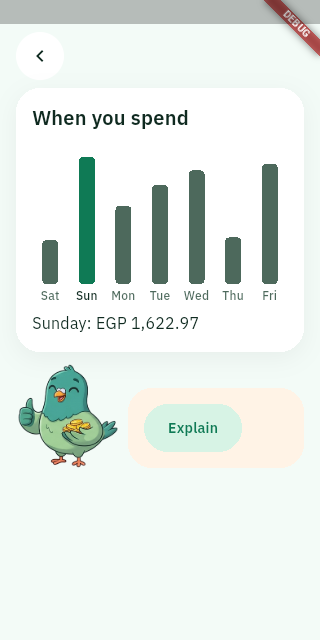 DEBUG
When you spend
Sat Sun Mon Tue Wed Thu Fri
Sunday: EGP 1,622.97
Explain